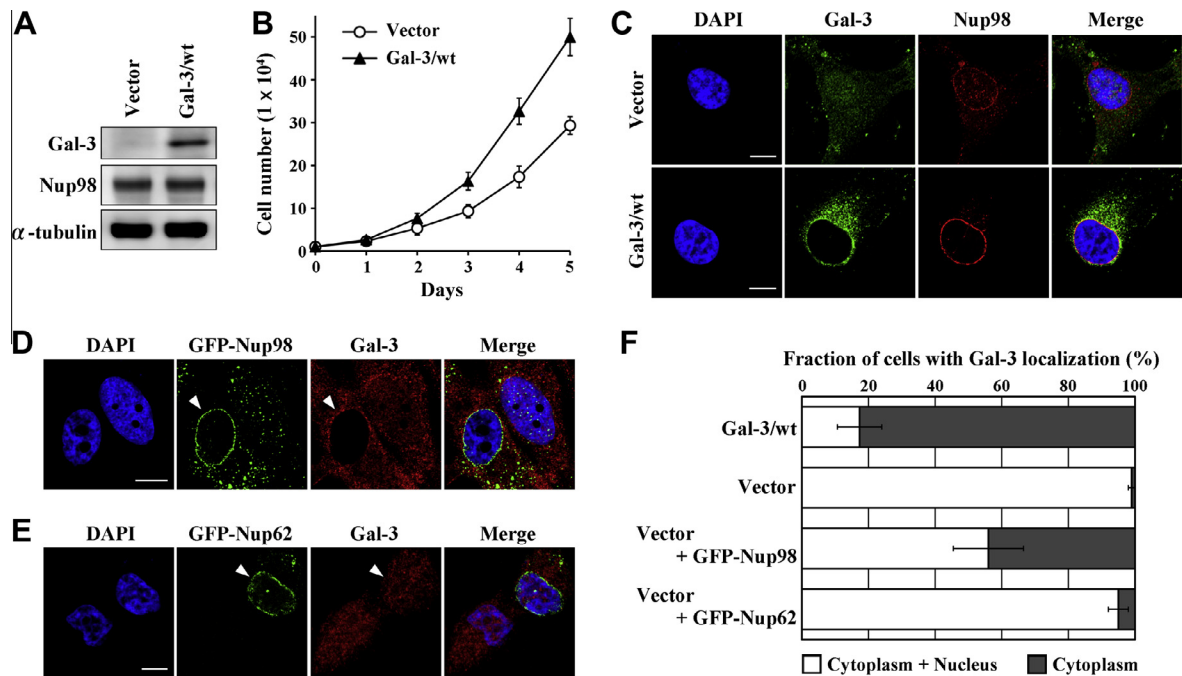 A
Vector
Gal-3/wt
Gal-3
Nup98
α-tubulin
B
Vector
Gal-3/wt
Cell number (1 x 10⁴)
50
40
30
20
10
0
0 1 2 3 4 5
Days
C
DAPI Gal-3 Nup98 Merge
Vector
Gal-3/wt
D
DAPI GFP-Nup98 Gal-3 Merge
E
DAPI GFP-Nup62 Gal-3 Merge
F
Fraction of cells with Gal-3 localization (%)
0 20 40 60 80 100
Gal-3/wt
Vector
Vector
+ GFP-Nup98
Vector
+ GFP-Nup62
Cytoplasm + Nucleus Cytoplasm